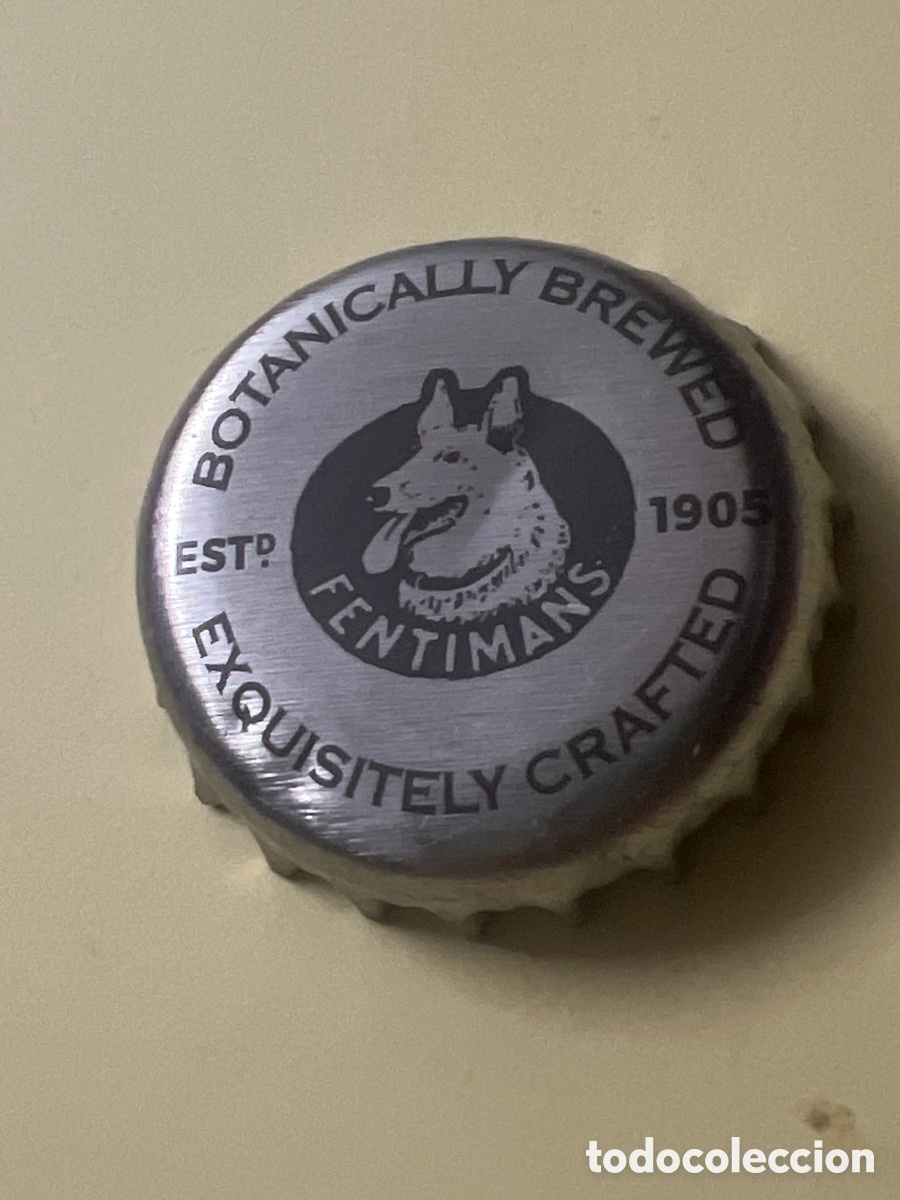 BOTANICALLY BREWED
ESTD. 1905
FENTIMANS
EXQUISITELY CRAFTED
todocoleccion